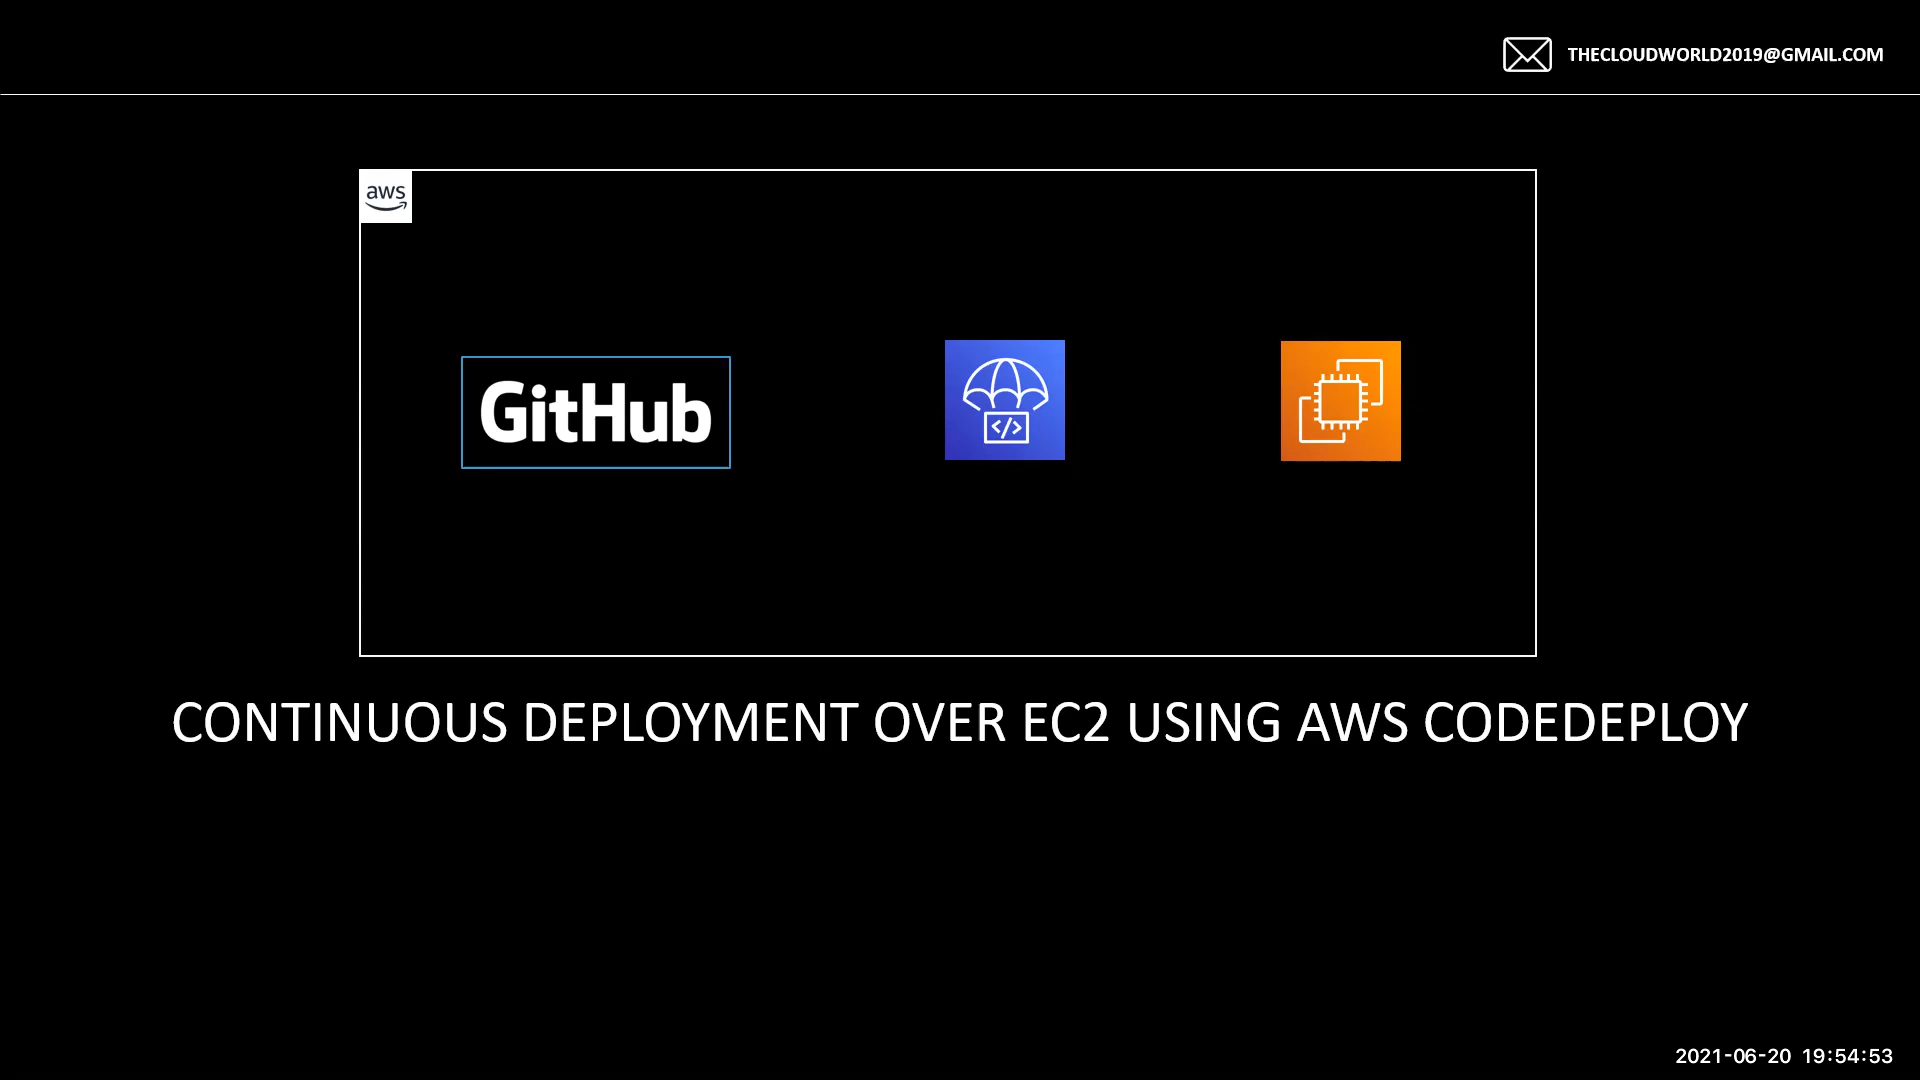 THECLOUDWORLD2019@GMAIL.COM
aws
GitHub
</>
CONTINUOUS DEPLOYMENT OVER EC2 USING AWS CODEDEPLOY
2021-06-20 19:54:53